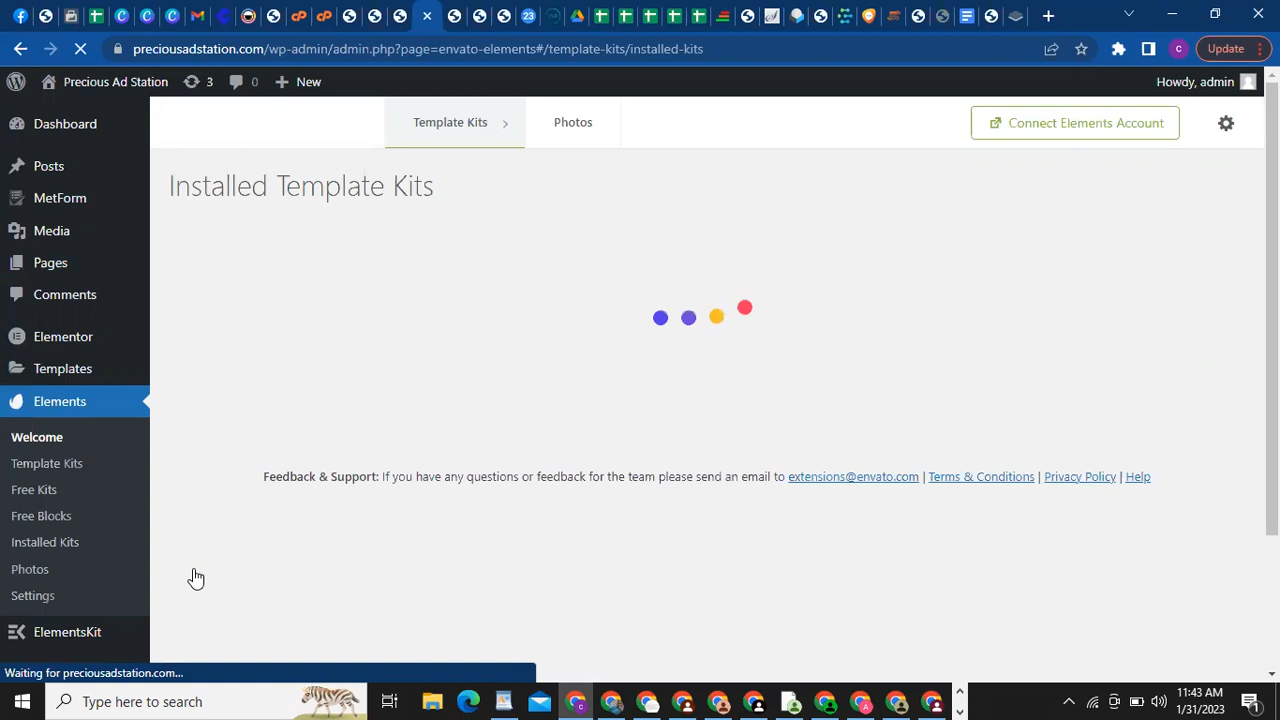 23
Update
preciousadstation.com/wp-admin/admin.php?page=envato-elements#/template-kits/installed-kits
Precious Ad Station
3
0
New
Howdy, admin
Dashboard
Template Kits
Photos
Connect Elements Account
Posts
Installed Template Kits
MetForm
Media
Pages
Comments
Elementor
Templates
Elements
Welcome
Template Kits
Feedback & Support: If you have any questions or feedback for the team please send an email to extensions@envato.com | Terms & Conditions | Privacy Policy | Help
Free Kits
Free Blocks
Installed Kits
Photos
Settings
ElementsKit
Waiting for preciousadstation.com...
Type here to search
11:43 AM
1/31/2023
1